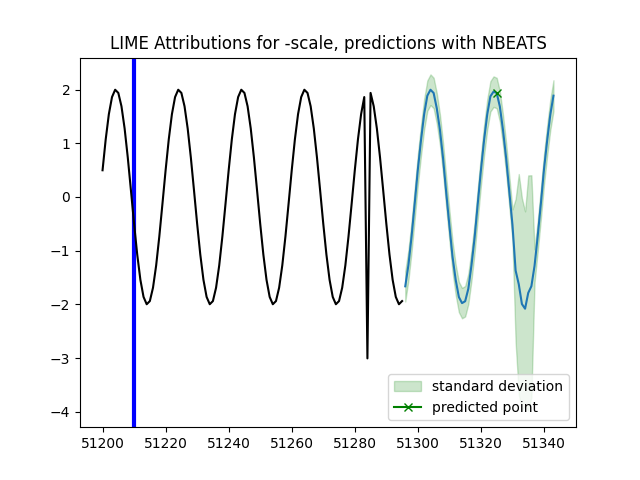 LIME Attributions for -scale, predictions with NBEATS
2
1
0
−1
−2
−3
−4
standard deviation
predicted point
51200 51220 51240 51260 51280 51300 51320 51340